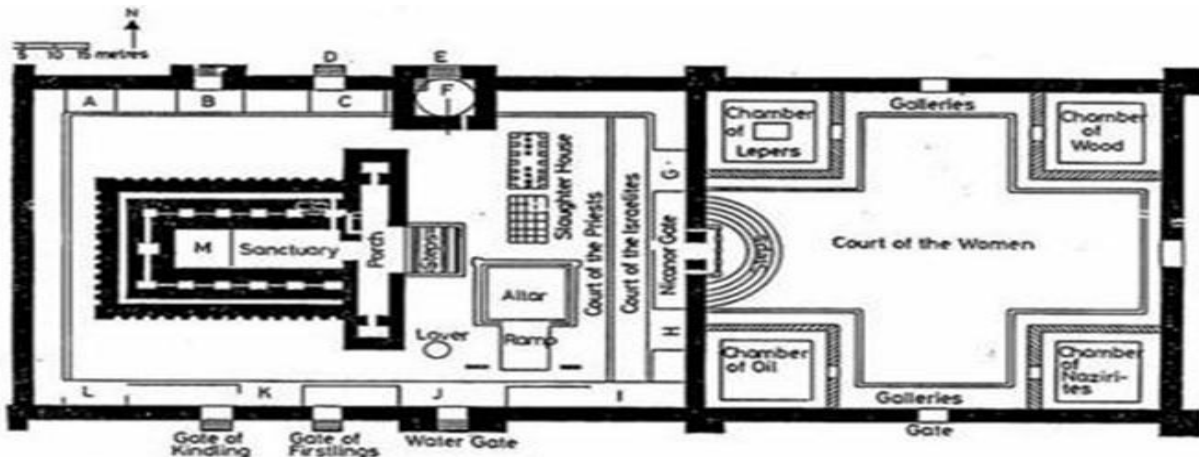 N
5 10 15 metres
D
E
A
B
C
F
G
H
I
J
K
L
M
Sanctuary
Porch
Steps
Slaughter House
Court of the Priests
Court of the Israelites
Nicanor Gate
Altar
Ramp
Laver
Steps
Galleries
Chamber
of
Lepers
Chamber
of
Wood
Court of the Women
Chamber
of Oil
Chamber
of
Naziri-
tes
Galleries
Gate
Gate of
Kindling
Gate of
Firstlings
Water Gate